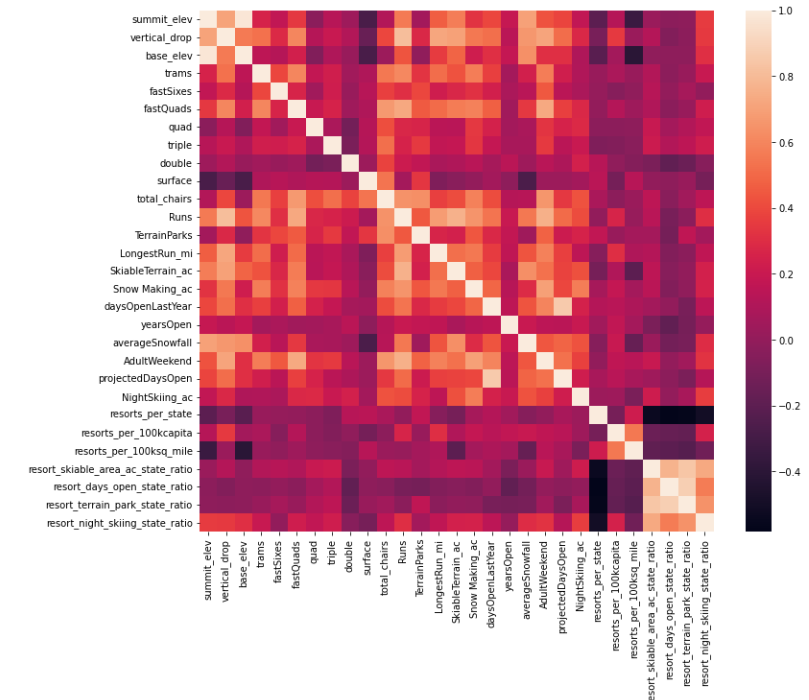 summit_elev
vertical_drop
base_elev
trams
fastSixes
fastQuads
quad
triple
double
surface
total_chairs
Runs
TerrainParks
LongestRun_mi
SkiableTerrain_ac
Snow Making_ac
daysOpenLastYear
yearsOpen
averageSnowfall
AdultWeekend
projectedDaysOpen
NightSkiing_ac
resorts_per_state
resorts_per_100kcapita
resorts_per_100ksq_mile
resort_skiable_area_ac_state_ratio
resort_days_open_state_ratio
resort_terrain_park_state_ratio
resort_night_skiing_state_ratio
summit_elev
vertical_drop
base_elev
trams
fastSixes
fastQuads
quad
triple
double
surface
total_chairs
Runs
TerrainParks
LongestRun_mi
SkiableTerrain_ac
Snow Making_ac
daysOpenLastYear
yearsOpen
averageSnowfall
AdultWeekend
projectedDaysOpen
NightSkiing_ac
resorts_per_state
resorts_per_100kcapita
resorts_per_100ksq_mile
resort_skiable_area_ac_state_ratio
resort_days_open_state_ratio
resort_terrain_park_state_ratio
resort_night_skiing_state_ratio
1.0
0.8
0.6
0.4
0.2
0.0
−0.2
−0.4